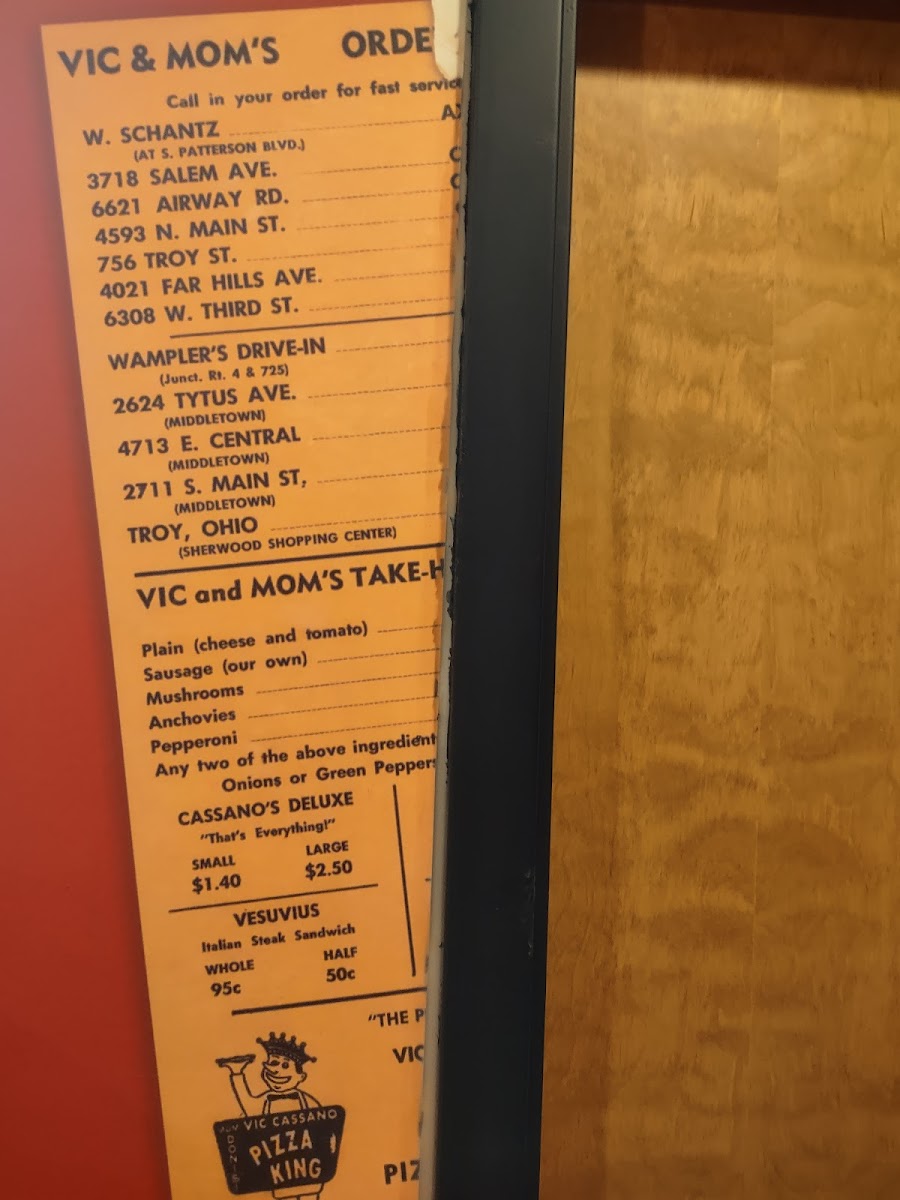 VIC & MOM'S ORDE
Call in your order for fast service
W. SCHANTZ
(AT S. PATTERSON BLVD.)
3718 SALEM AVE.
6621 AIRWAY RD.
4593 N. MAIN ST.
756 TROY ST.
4021 FAR HILLS AVE.
6308 W. THIRD ST.
WAMPLER'S DRIVE-IN
(Junct. Rt. 4 & 725)
2624 TYTUS AVE.
(MIDDLETOWN)
4713 E. CENTRAL
(MIDDLETOWN)
2711 S. MAIN ST,
(MIDDLETOWN)
TROY, OHIO
(SHERWOOD SHOPPING CENTER)
VIC and MOM'S TAKE-H
Plain (cheese and tomato)
Sausage (our own)
Mushrooms
Anchovies
Pepperoni
Any two of the above ingredient
Onions or Green Peppers
CASSANO'S DELUXE
"That's Everything!"
SMALL LARGE
$1.40 $2.50
VESUVIUS
Italian Steak Sandwich
WHOLE HALF
95c 50c
"THE P
VIC
VIC CASSANO
PIZZA
KING
PIZ